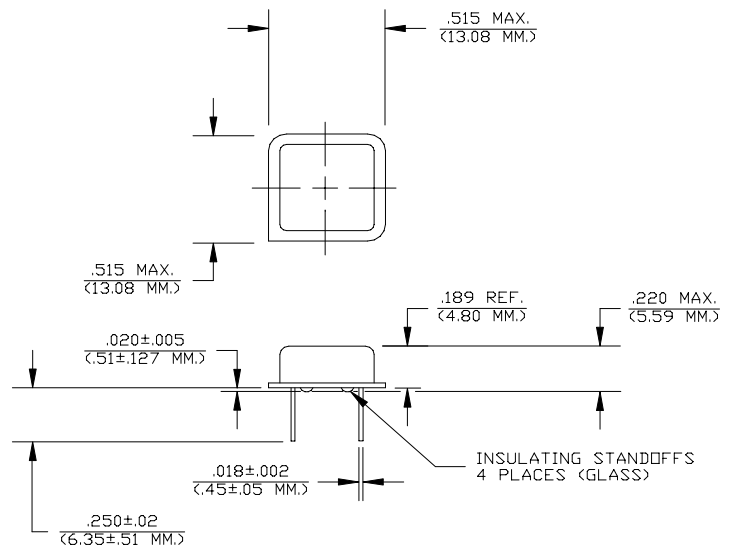 .515 MAX.
(13.08 MM.)
.515 MAX.
(13.08 MM.)
.189 REF.
(4.80 MM.)
.220 MAX.
(5.59 MM.)
.020±.005
(.51±.127 MM.)
INSULATING STANDOFFS
4 PLACES (GLASS)
.018±.002
(.45±.05 MM.)
.250±.02
(6.35±.51 MM.)